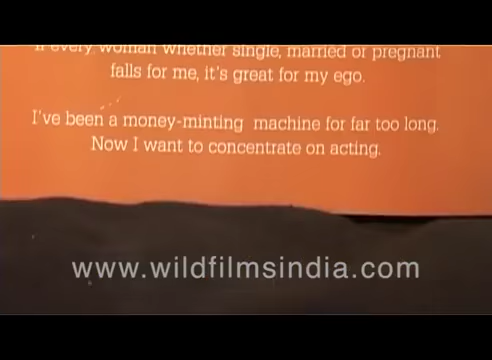 If every woman whether single, married or pregnant
falls for me, it's great for my ego.
I've been a money-minting machine for far too long.
Now I want to concentrate on acting.
www.wildfilmsindia.com